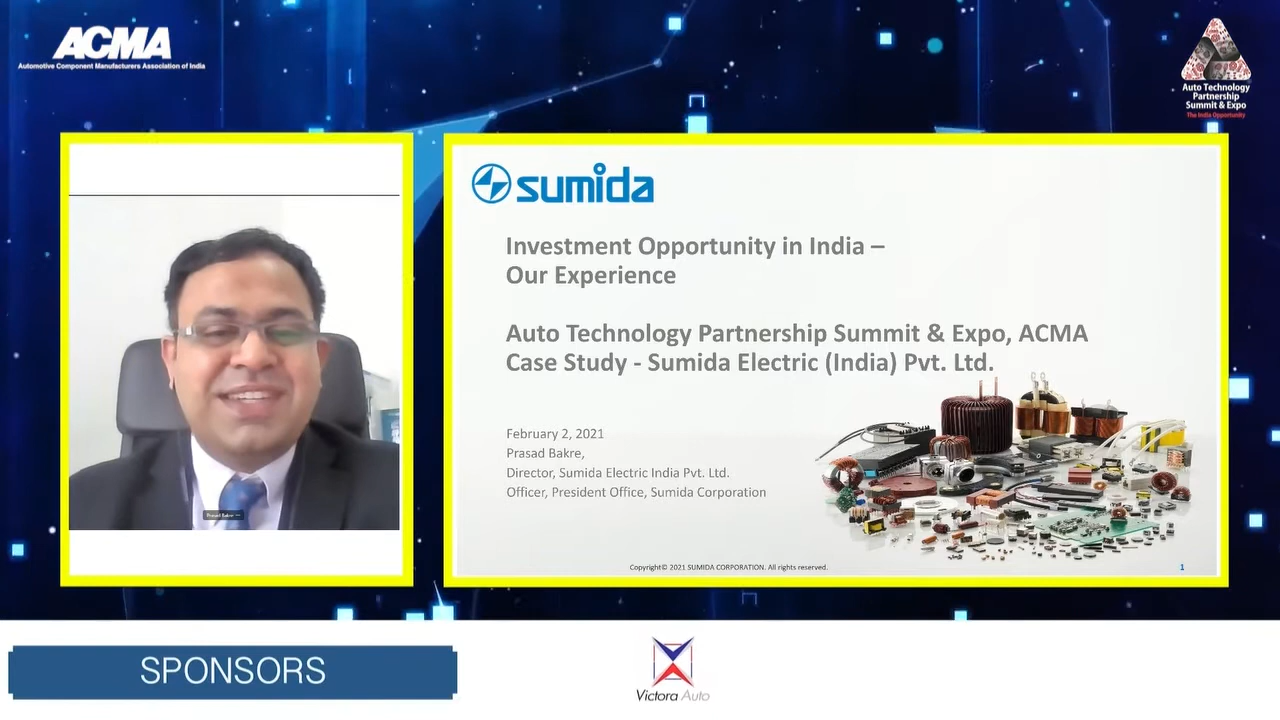 ACMA
Automotive Component Manufacturers Association of India
Auto Technology
Partnership
Summit & Expo
The India Opportunity
sumida
Investment Opportunity in India –
Our Experience
Auto Technology Partnership Summit & Expo, ACMA
Case Study - Sumida Electric (India) Pvt. Ltd.
February 2, 2021
Prasad Bakre,
Director, Sumida Electric India Pvt. Ltd.
Officer, President Office, Sumida Corporation
Prasad Bakre
Copyright© 2021 SUMIDA CORPORATION. All rights reserved.
1
SPONSORS
Victora Auto